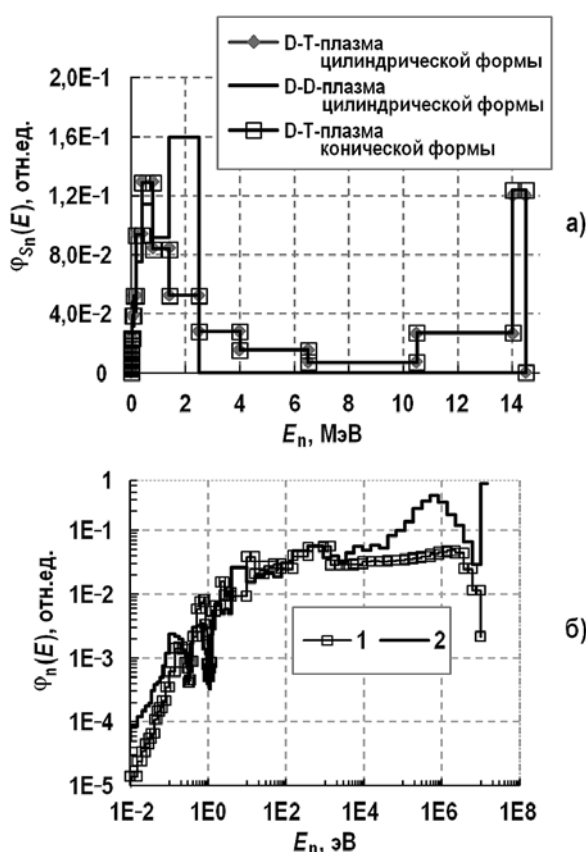 D-T-плазма
цилиндрической формы
D-D-плазма
цилиндрической формы
D-T-плазма
конической формы
2,0E-1
1,6E-1
1,2E-1
8,0E-2
4,0E-2
0
φSn(E), отн.ед.
0 2 4 6 8 10 12 14
En, МэВ
а)
1
1E-1
1E-2
1E-3
1E-4
1E-5
φn(E), отн.ед.
1 2
1E-2 1E0 1E2 1E4 1E6 1E8
En, эВ
б)